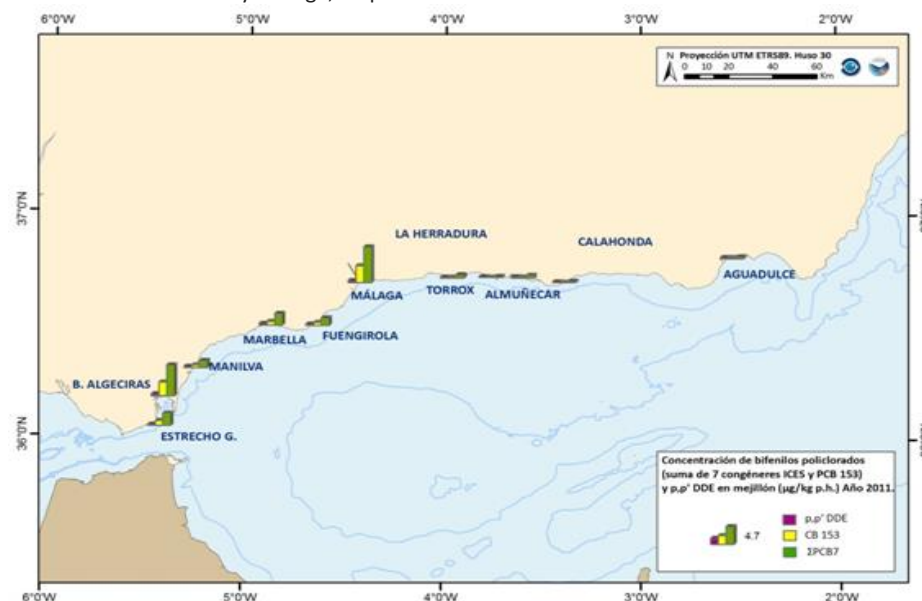 6°0'W 5°0'W 4°0'W 3°0'W 2°0'W
N Proyección UTM ETRS89. Huso 30
0 10 20 40 60
Km
37°0'N
LA HERRADURA
CALAHONDA
AGUADULCE
MÁLAGA
TORROX
ALMUÑECAR
MARBELLA
FUENGIROLA
MANILVA
B. ALGECIRAS
ESTRECHO G.
36°0'N
Concentración de bifenilos policlorados
(suma de 7 congéneres ICES y PCB 153)
y p,p' DDE en mejillón (µg/kg p.h.) Año 2011.
4.7
p,p' DDE
CB 153
ΣPCB7
6°0'W 5°0'W 4°0'W 3°0'W 2°0'W